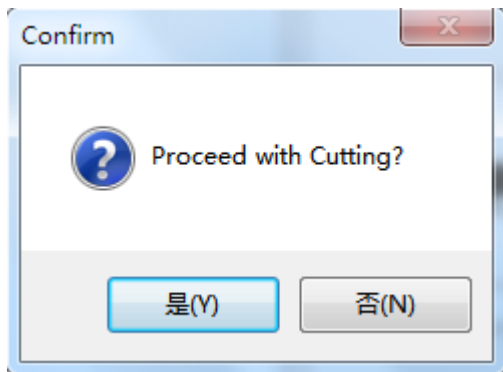 Confirm
Proceed with Cutting?
是(Y)
否(N)